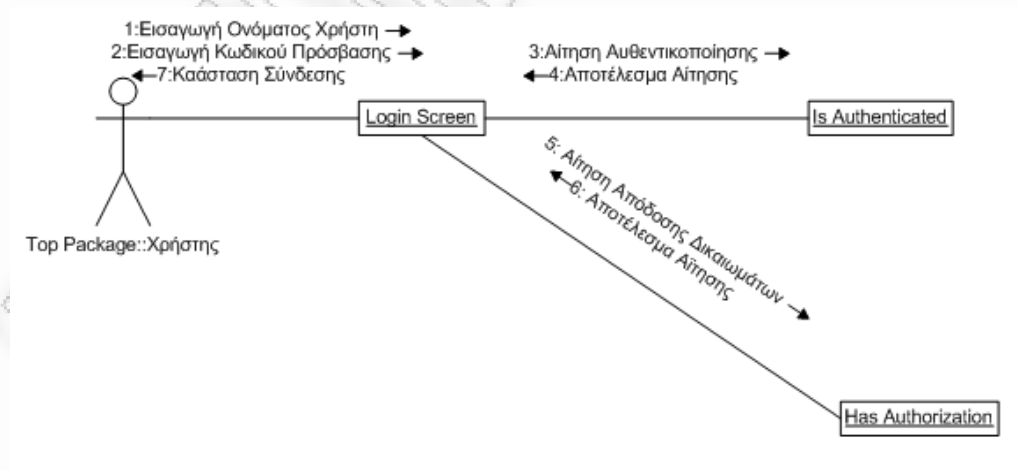 1:Εισαγωγή Ονόματος Χρήστη
2:Εισαγωγή Κωδικού Πρόσβασης
7:Καάσταση Σύνδεσης
3:Αίτηση Αυθεντικοποίησης
4:Αποτέλεσμα Αίτησης
Login Screen
Is Authenticated
5: Αίτηση Απόδοσης Δικαιωμάτων
6: Αποτέλεσμα Αίτησης
Top Package::Χρήστης
Has Authorization